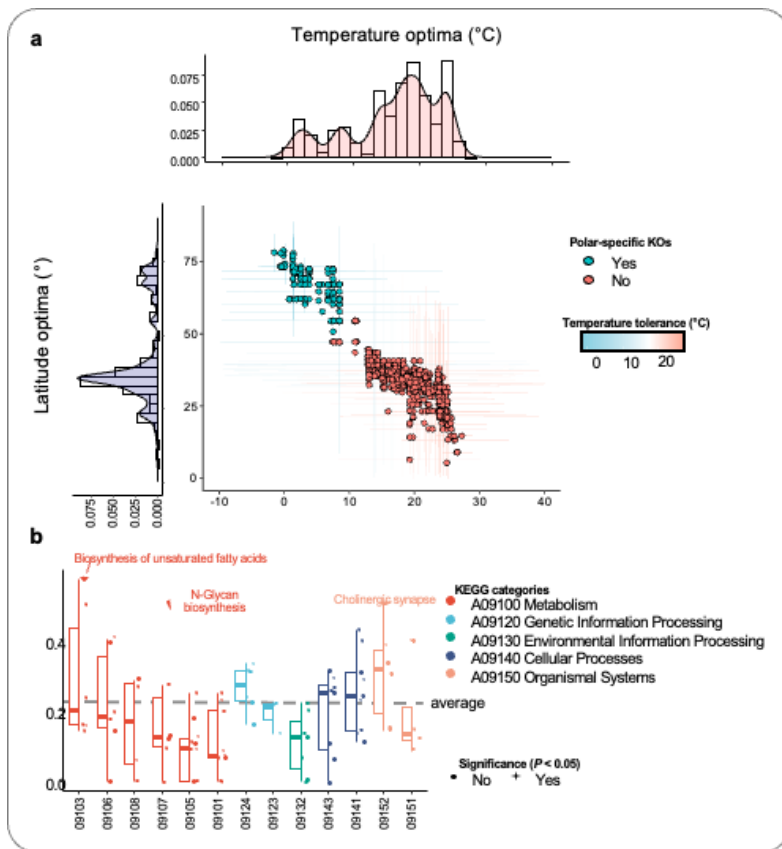 a
Temperature optima (°C)
0.075
0.050
0.025
0.000
Latitude optima (°)
75
50
25
0
0.075
0.050
0.025
0.000
-10
0
10
20
30
40
Polar-specific KOs
Yes
No
Temperature tolerance (°C)
0 10 20
b
Biosynthesis of unsaturated fatty acids
N-Glycan
biosynthesis
Cholinergic synapse
0.4
0.2
0.0
average
09103
09106
09108
09107
09105
09101
09124
09123
09132
09143
09141
09152
09151
KEGG categories
A09100 Metabolism
A09120 Genetic Information Processing
A09130 Environmental Information Processing
A09140 Cellular Processes
A09150 Organismal Systems
Significance (P < 0.05)
No + Yes